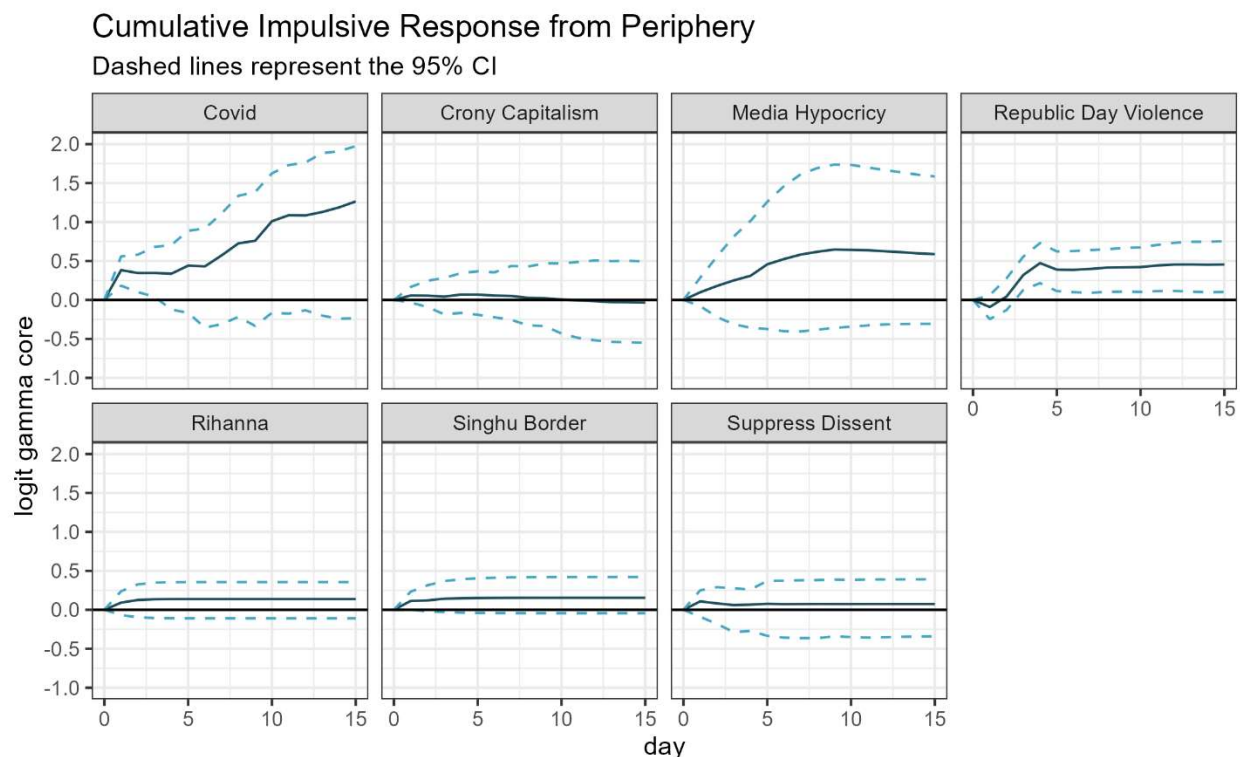 Cumulative Impulsive Response from Periphery
Dashed lines represent the 95% CI
Covid
Crony Capitalism
Media Hypocricy
Republic Day Violence
2.0
1.5
1.0
0.5
0.0
-0.5
-1.0
0 5 10 15
Rihanna
Singhu Border
Suppress Dissent
2.0
1.5
1.0
0.5
0.0
-0.5
-1.0
0 5 10 15
0 5 10 15
0 5 10 15
logit gamma core
day